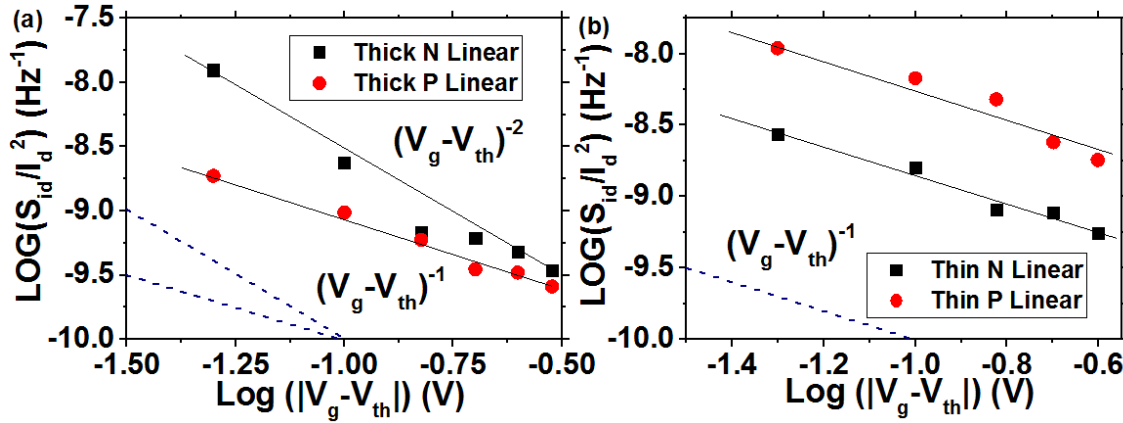 (a)
-7.5
-8.0
-8.5
-9.0
-9.5
-10.0
LOG(S_id/I_d^2) (Hz^-1)
Thick N Linear
Thick P Linear
(V_g-V_th)^-2
(V_g-V_th)^-1
-1.50 -1.25 -1.00 -0.75 -0.50
Log (|V_g-V_th|) (V)
(b)
-8.0
-8.5
-9.0
-9.5
-10.0
LOG(S_id/I_d^2) (Hz^-1)
(V_g-V_th)^-1
Thin N Linear
Thin P Linear
-1.4 -1.2 -1.0 -0.8 -0.6
Log (|V_g-V_th|) (V)